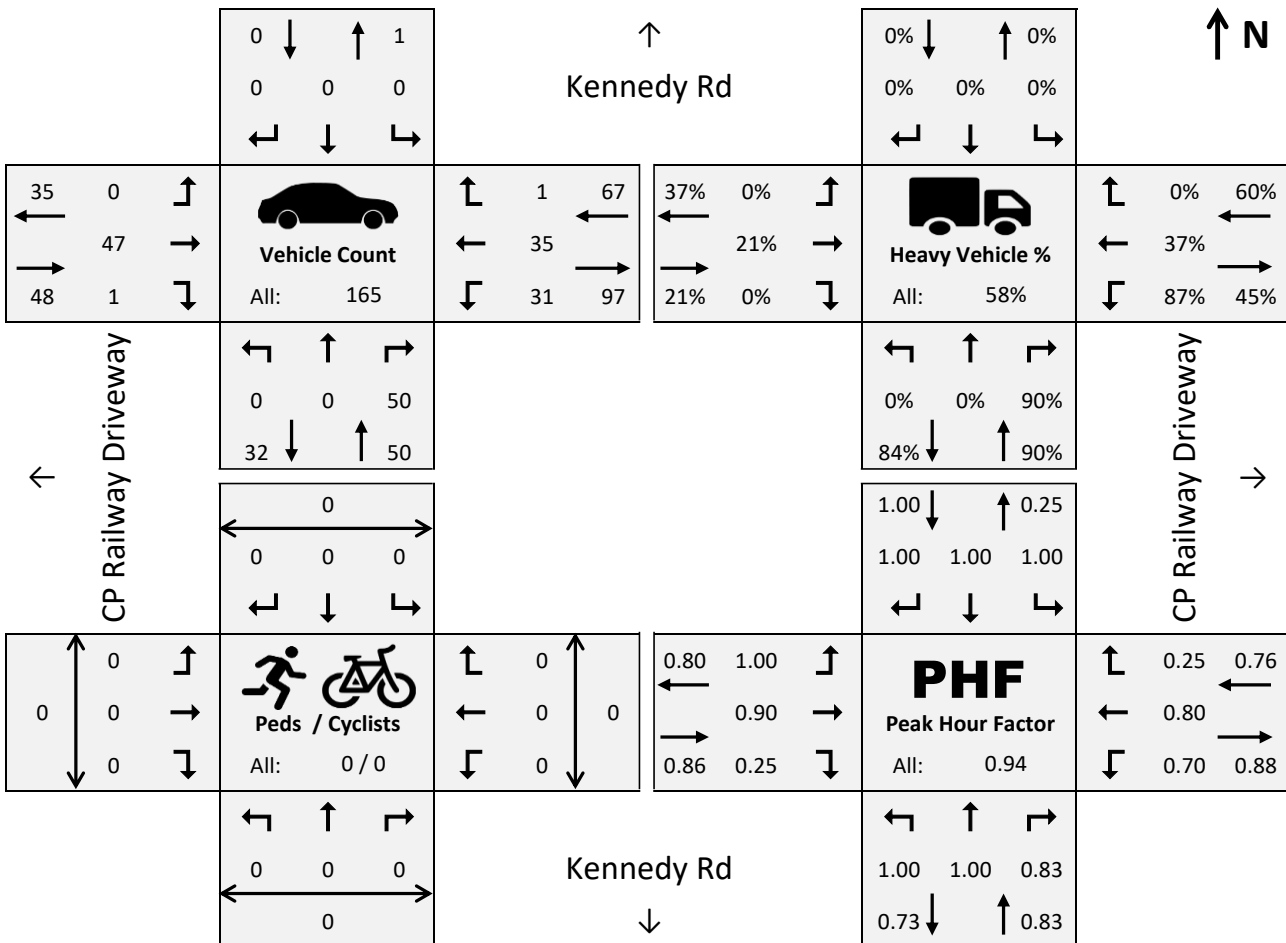 0 1 0% 0% N
Kennedy Rd
0 0 0 0% 0% 0%
35 0 1 67 37% 0% 0% 60%
47 35 21% 37%
Vehicle Count Heavy Vehicle %
48 1 All: 165 31 97 21% 0% All: 58% 87% 45%
CP Railway Driveway
CP Railway Driveway
0 0 50 0% 0% 90%
32 50 84% 90%
0 1.00 0.25
0 0 0 1.00 1.00 1.00
0 0 0.80 1.00 PHF 0.25 0.76
0 0 0 0 0.90 0.80
Peds / Cyclists Peak Hour Factor
0 All: 0 / 0 0 0.86 0.25 All: 0.94 0.70 0.88
0 0 0 Kennedy Rd 1.00 1.00 0.83
0 0.73 0.83